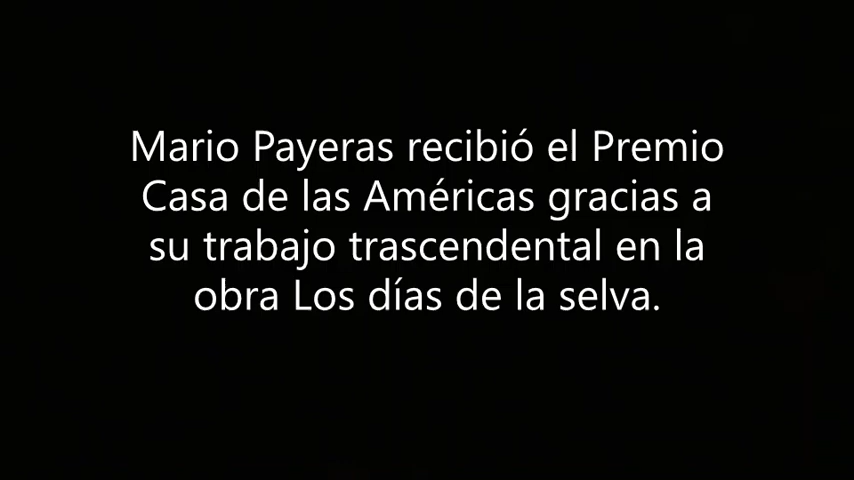 Mario Payeras recibió el Premio
Casa de las Américas gracias a
su trabajo trascendental en la
obra Los días de la selva.